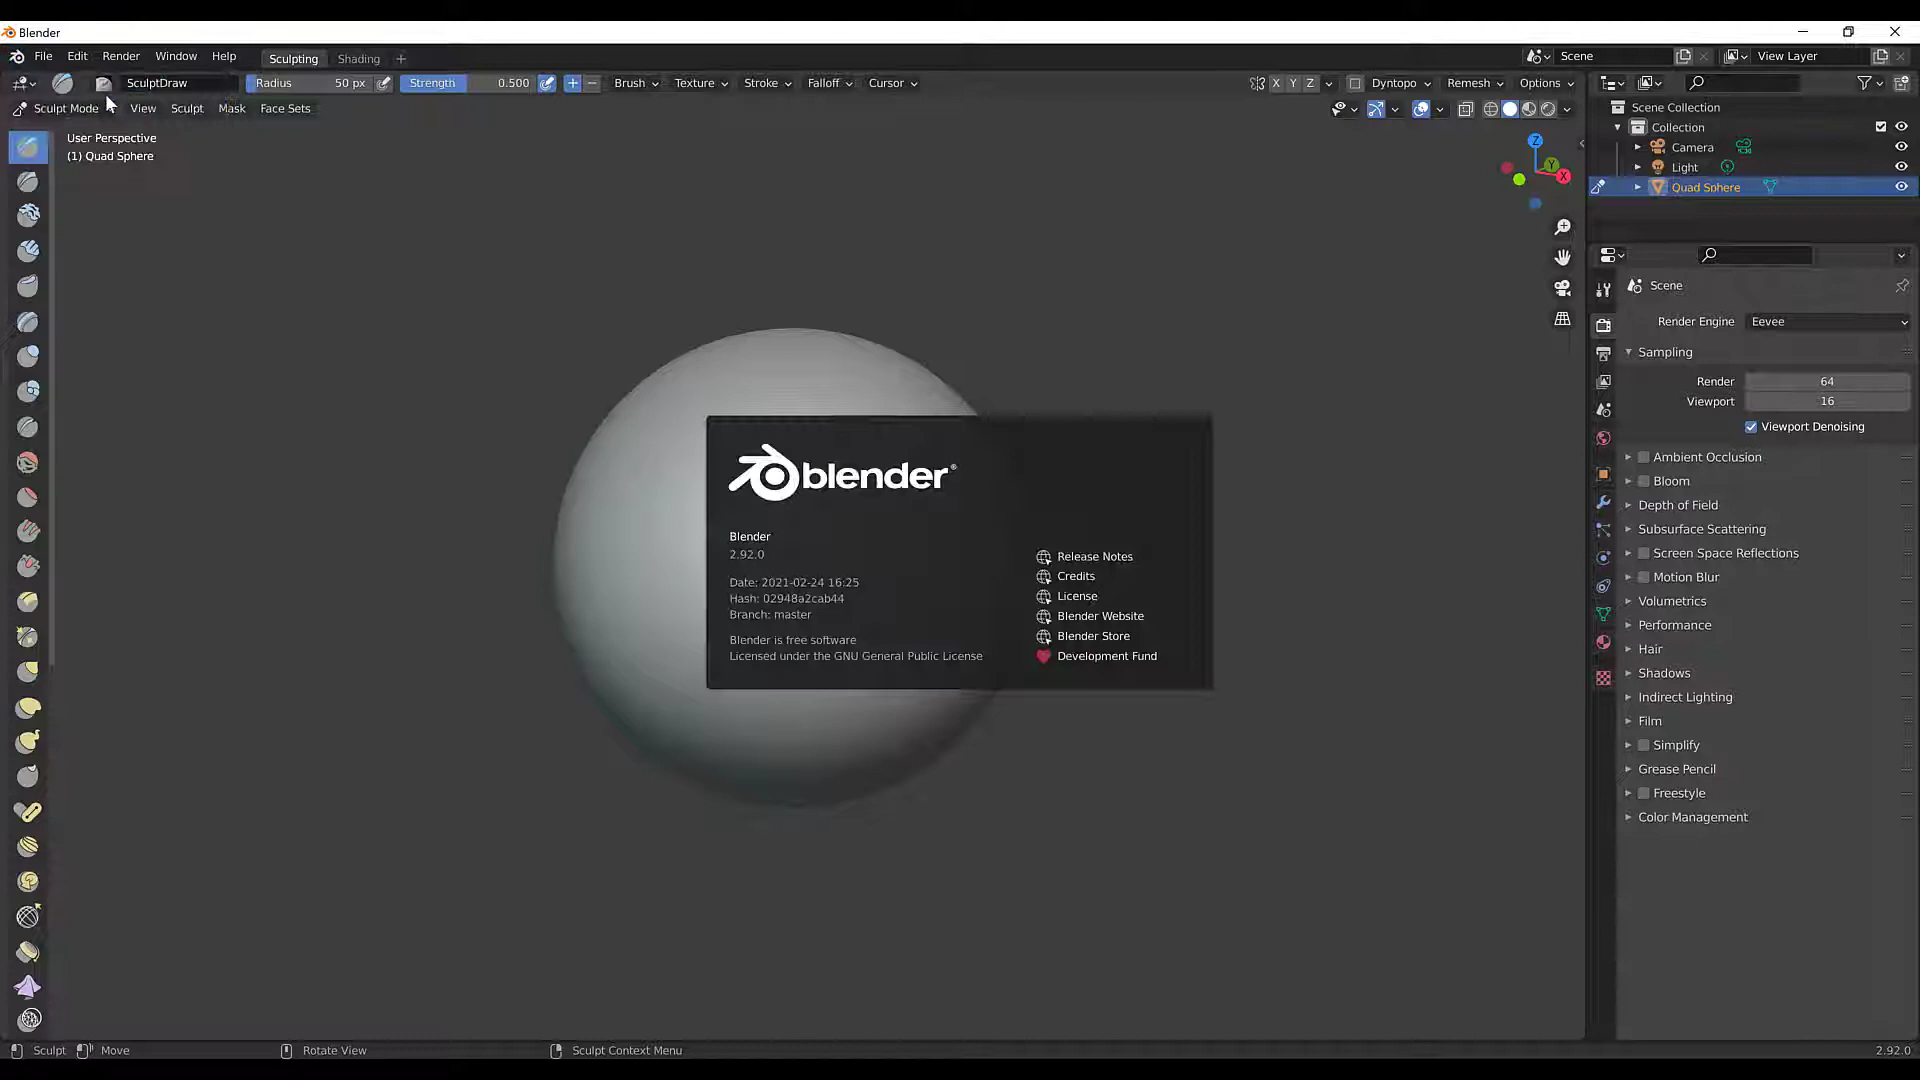 Blender
File Edit Render Window Help Sculpting Shading + Scene View Layer
SculptDraw Radius 50 px Strength 0.500 + − Brush Texture Stroke Falloff Cursor X Y Z Dyntopo Remesh Options
Sculpt Mode View Sculpt Mask Face Sets
User Perspective
(1) Quad Sphere
Z
Y
X
Scene Collection
Collection
Camera
Light
Quad Sphere
Scene
Render Engine Eevee
Sampling
Render 64
Viewport 16
Viewport Denoising
Ambient Occlusion
Bloom
Depth of Field
Subsurface Scattering
Screen Space Reflections
Motion Blur
Volumetrics
Performance
Hair
Shadows
Indirect Lighting
Film
Simplify
Grease Pencil
Freestyle
Color Management
blender®
Blender
2.92.0
Date: 2021-02-24 16:25
Hash: 02948a2cab44
Branch: master
Blender is free software
Licensed under the GNU General Public License
Release Notes
Credits
License
Blender Website
Blender Store
Development Fund
Sculpt Move Rotate View Sculpt Context Menu 2.92.0